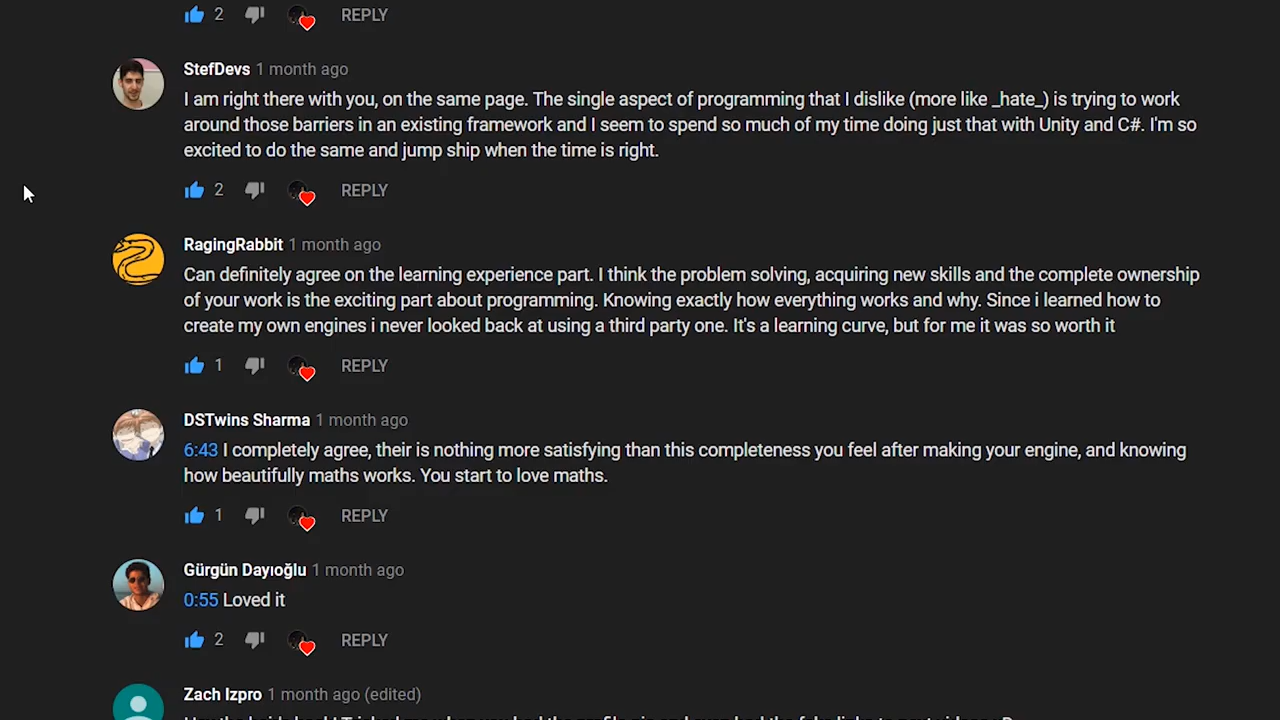 2 REPLY
StefDevs 1 month ago
I am right there with you, on the same page. The single aspect of programming that I dislike (more like _hate_) is trying to work
around those barriers in an existing framework and I seem to spend so much of my time doing just that with Unity and C#. I'm so
excited to do the same and jump ship when the time is right.
2 REPLY
RagingRabbit 1 month ago
Can definitely agree on the learning experience part. I think the problem solving, acquiring new skills and the complete ownership
of your work is the exciting part about programming. Knowing exactly how everything works and why. Since i learned how to
create my own engines i never looked back at using a third party one. It's a learning curve, but for me it was so worth it
1 REPLY
DSTwins Sharma 1 month ago
6:43 I completely agree, their is nothing more satisfying than this completeness you feel after making your engine, and knowing
how beautifully maths works. You start to love maths.
1 REPLY
Gürgün Dayıoğlu 1 month ago
0:55 Loved it
2 REPLY
Zach Izpro 1 month ago (edited)